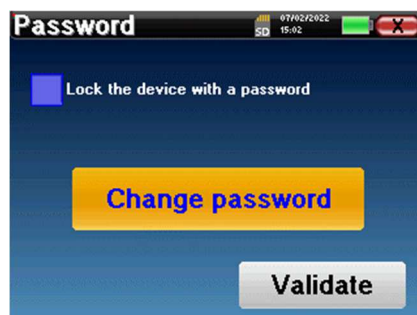 Password
SD
07/02/2022
15:02
X
Lock the device with a password
Change password
Validate